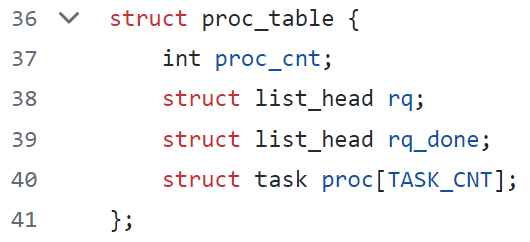 36 struct proc_table {
37 int proc_cnt;
38 struct list_head rq;
39 struct list_head rq_done;
40 struct task proc[TASK_CNT];
41 };